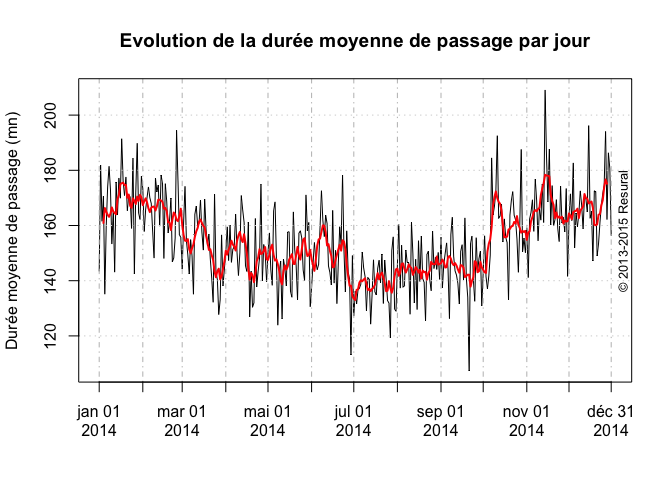 Evolution de la durée moyenne de passage par jour
Durée moyenne de passage (mn)
200
180
160
140
120
jan 01
2014
mar 01
2014
mai 01
2014
jul 01
2014
sep 01
2014
nov 01
2014
déc 31
2014
© 2013-2015 Resural